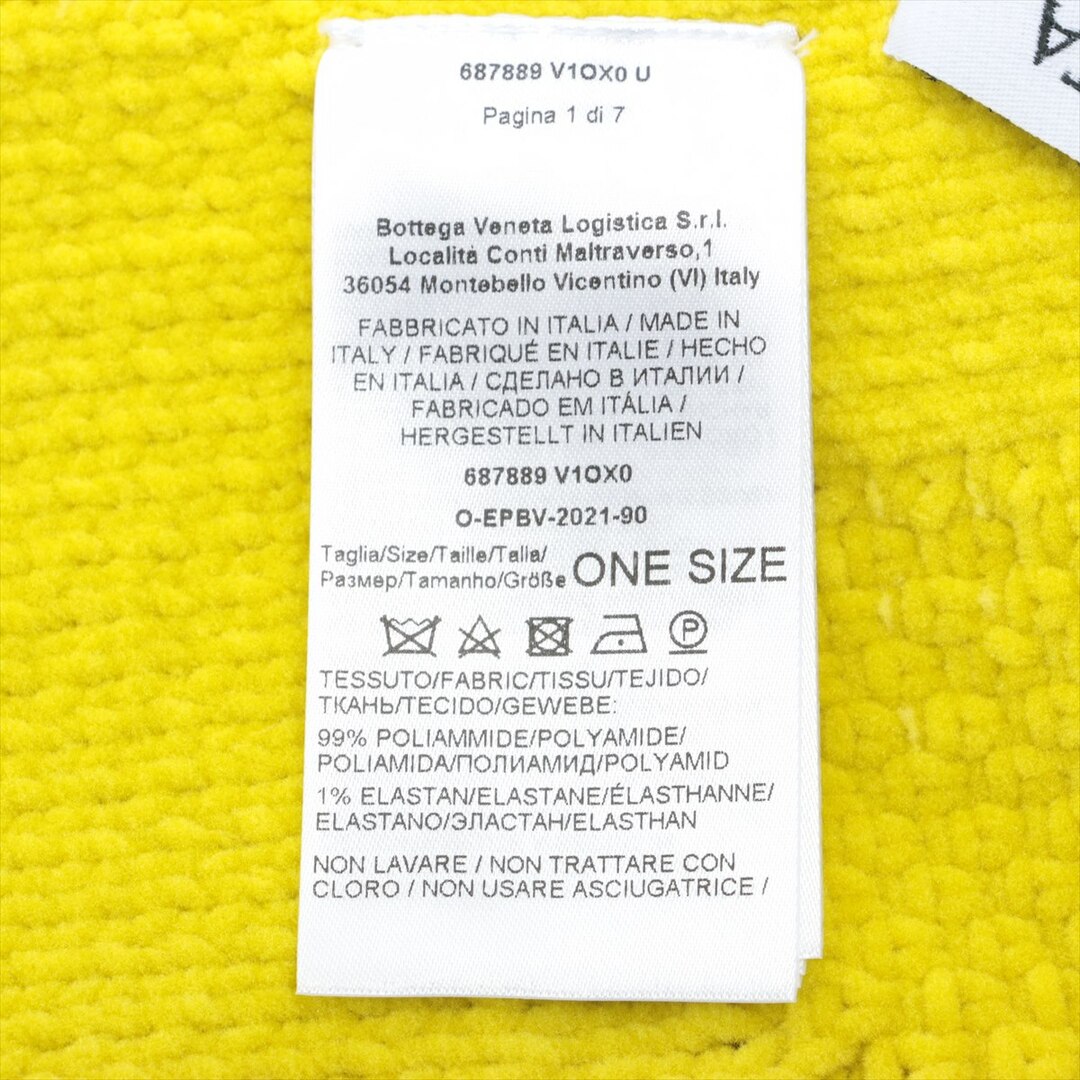 687889 V1OX0 U
Pagina 1 di 7
Bottega Veneta Logistica S.r.l.
Località Conti Maltraverso,1
36054 Montebello Vicentino (VI) Italy
FABBRICATO IN ITALIA / MADE IN
ITALY / FABRIQUÉ EN ITALIE / HECHO
EN ITALIA / СДЕЛАНО В ИТАЛИИ /
FABRICADO EM ITÁLIA /
HERGESTELLT IN ITALIEN
687889 V1OX0
O-EPBV-2021-90
Taglia/Size/Taille/Talla/
Размер/Tamanho/Größe ONE SIZE
P
TESSUTO/FABRIC/TISSU/TEJIDO/
ТКАНЬ/TECIDO/GEWEBE:
99% POLIAMMIDE/POLYAMIDE/
POLIAMIDA/ПОЛИАМИД/POLYAMID
1% ELASTAN/ELASTANE/ÉLASTHANNE/
ELASTANO/ЭЛАСТАН/ELASTHAN
NON LAVARE / NON TRATTARE CON
CLORO / NON USARE ASCIUGATRICE /